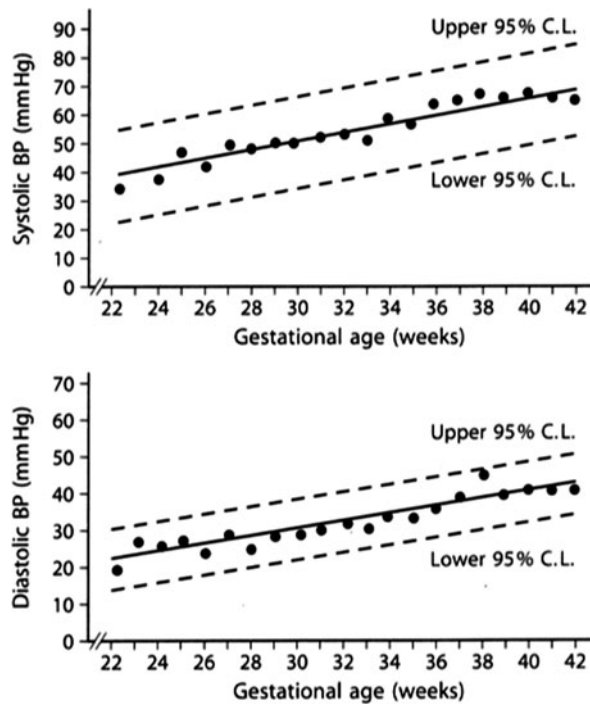 Systolic BP (mmHg)
90
80
70
60
50
40
30
20
10
0
Upper 95% C.L.
Lower 95% C.L.
22 24 26 28 30 32 34 36 38 40 42
Gestational age (weeks)
Diastolic BP (mmHg)
70
60
50
40
30
20
10
0
Upper 95% C.L.
Lower 95% C.L.
22 24 26 28 30 32 34 36 38 40 42
Gestational age (weeks)